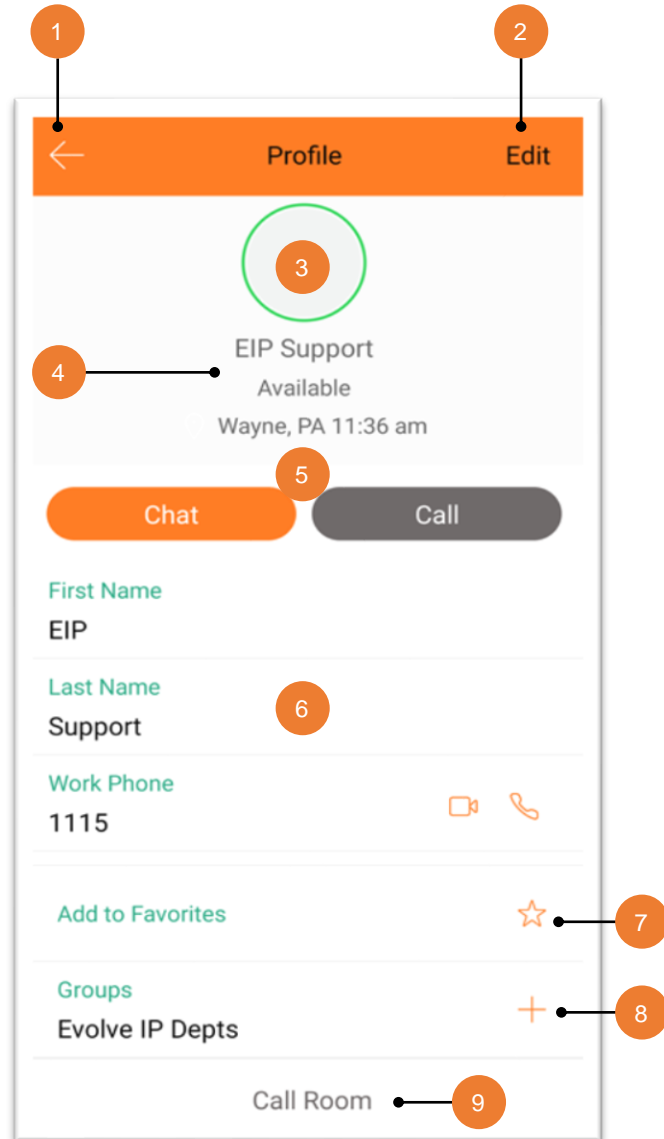 1 2
Profile Edit
3
EIP Support
4
Available
Wayne, PA 11:36 am
5
Chat Call
First Name
EIP
Last Name
6
Support
Work Phone
1115
Add to Favorites
7
Groups
8
Evolve IP Depts
Call Room 9